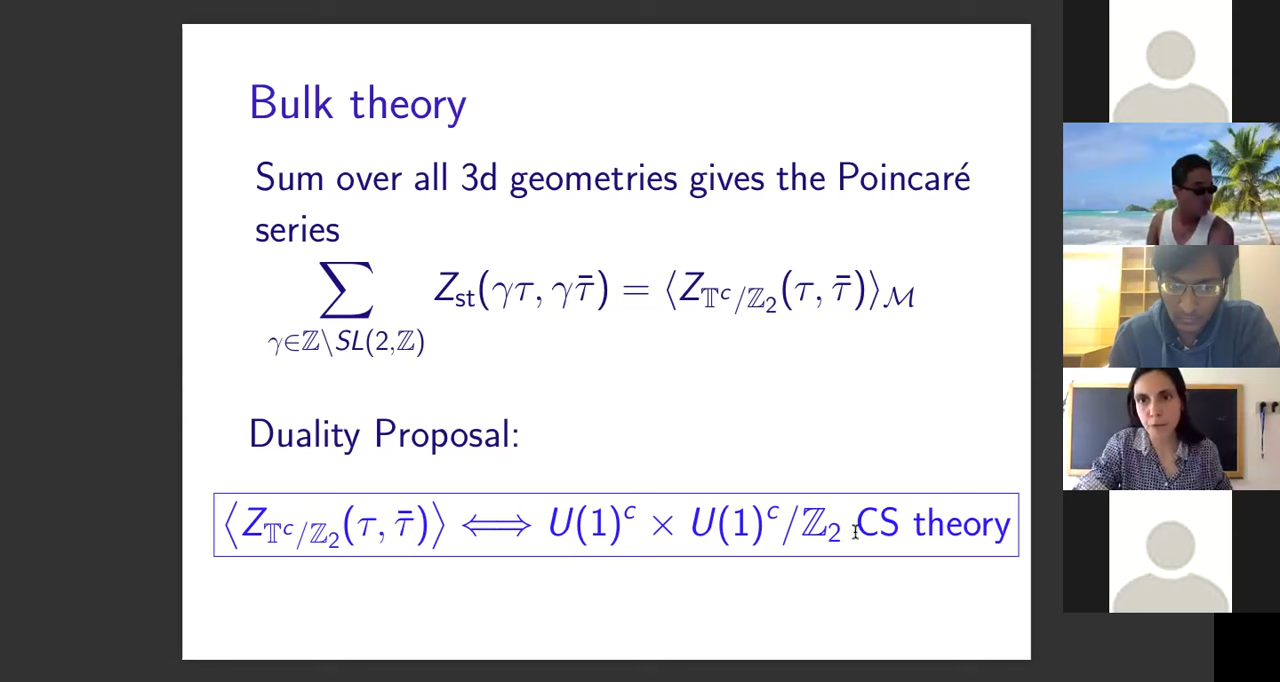 Bulk theory
Sum over all 3d geometries gives the Poincaré
series
∑_{γ∈ℤ\SL(2,ℤ)} Z_st(γτ, γτ̄) = ⟨Z_{𝕋^c/ℤ_2}(τ, τ̄)⟩_ℳ
Duality Proposal:
⟨Z_{𝕋^c/ℤ_2}(τ, τ̄)⟩ ⟺ U(1)^c × U(1)^c/ℤ_2 CS theory